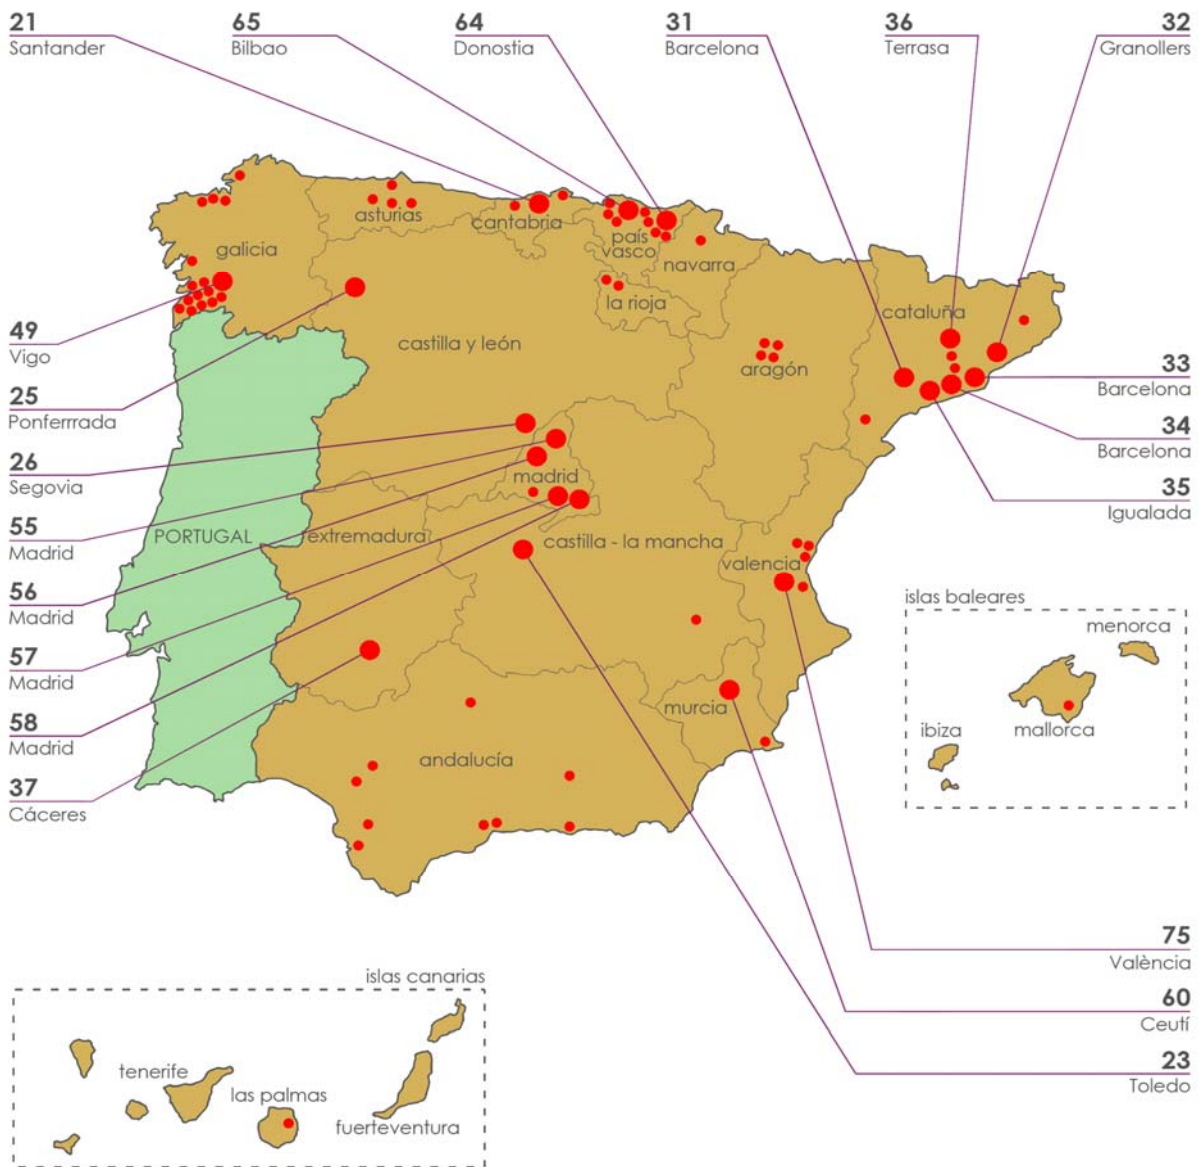 21
Santander
65
Bilbao
64
Donostia
31
Barcelona
36
Terrasa
32
Granollers
asturias
cantabria
galicia
país
vasco
navarra
la rioja
cataluña
49
Vigo
castilla y león
aragón
33
Barcelona
25
Ponferrrada
34
Barcelona
26
Segovia
madrid
35
Igualada
55
Madrid
PORTUGAL
extremadura
castilla - la mancha
valencia
56
Madrid
islas baleares
menorca
57
Madrid
58
Madrid
murcia
ibiza
mallorca
andalucía
37
Cáceres
75
València
islas canarias
60
Ceutí
23
Toledo
tenerife
las palmas
fuerteventura